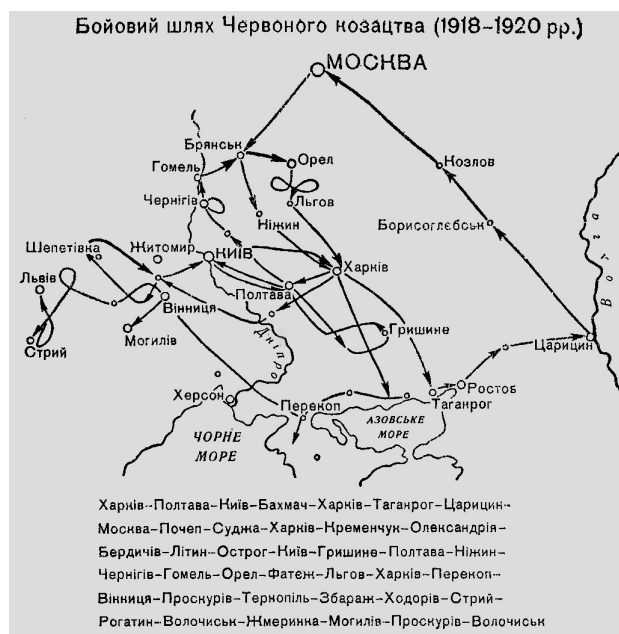 Бойовий шлях Червоного козацтва (1918–1920 рр.)
МОСКВА
Брянськ
Орел
Козлов
Гомель
Льгов
Чернігів
Ніжин
Борисоглєбськ
Волга
Шепетівка
Житомир
КИЇВ
Харків
Львів
Полтава
Вінниця
Гришине
Стрий
Могилів
Дніпро
Царицин
Ростов
Херсон
Перекоп
Таганрог
АЗОВСЬКЕ
МОРЕ
ЧОРНЕ
МОРЕ
Харків–Полтава–Київ–Бахмач–Харків–Таганрог–Царицин–
Москва–Почеп–Суджа–Харків–Кременчук–Олександрія–
Бердичів–Літин–Острог–Київ–Гришине–Полтава–Ніжин–
Чернігів–Гомель–Орел–Фатєж–Льгов–Харків–Перекоп–
Вінниця–Проскурів–Тернопіль–Збараж–Ходорів–Стрий–
Рогатин–Волочиськ–Жмеринка–Могилів–Проскурів–Волочиськ